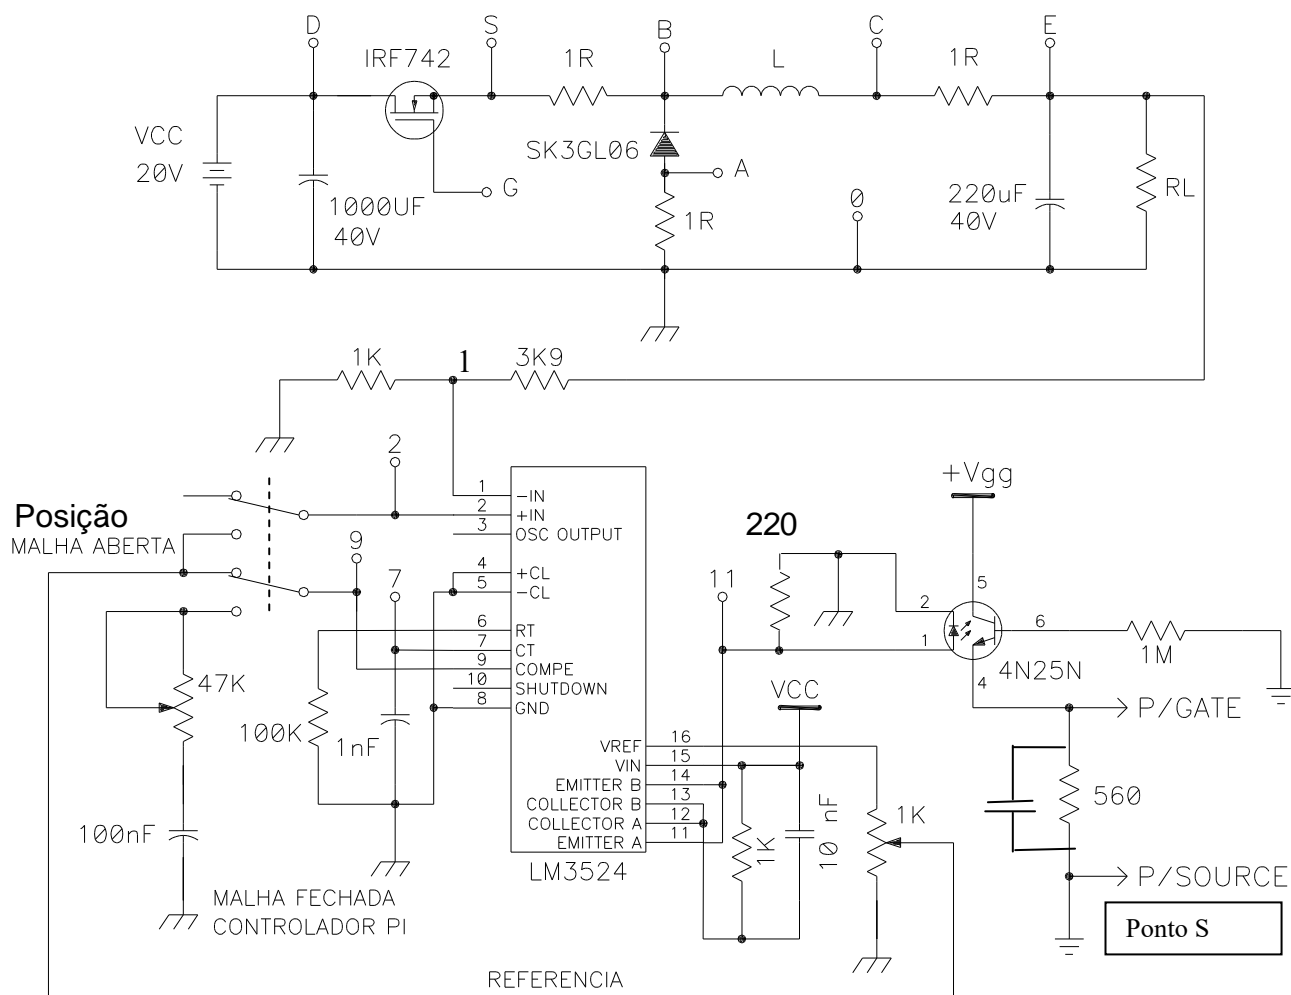 D
S
B
C
E
IRF742
1R
L
1R
VCC
20V
SK3GL06
A
G
1000UF
40V
1R
0
220uF
40V
RL
1K
1
3K9
2
+Vgg
Posição
MALHA ABERTA
9
7
1
-IN
2
+IN
3
OSC OUTPUT
4
+CL
5
-CL
6
RT
7
CT
9
COMPE
10
SHUTDOWN
8
GND
220
11
5
2
1
6
4N25N
4
1M
47K
100K
1nF
VCC
P/GATE
VREF
16
VIN
15
EMITTER B
14
COLLECTOR B
13
COLLECTOR A
12
EMITTER A
11
LM3524
1K
10 nF
1K
560
100nF
P/SOURCE
MALHA FECHADA
CONTROLADOR PI
Ponto S
REFERENCIA